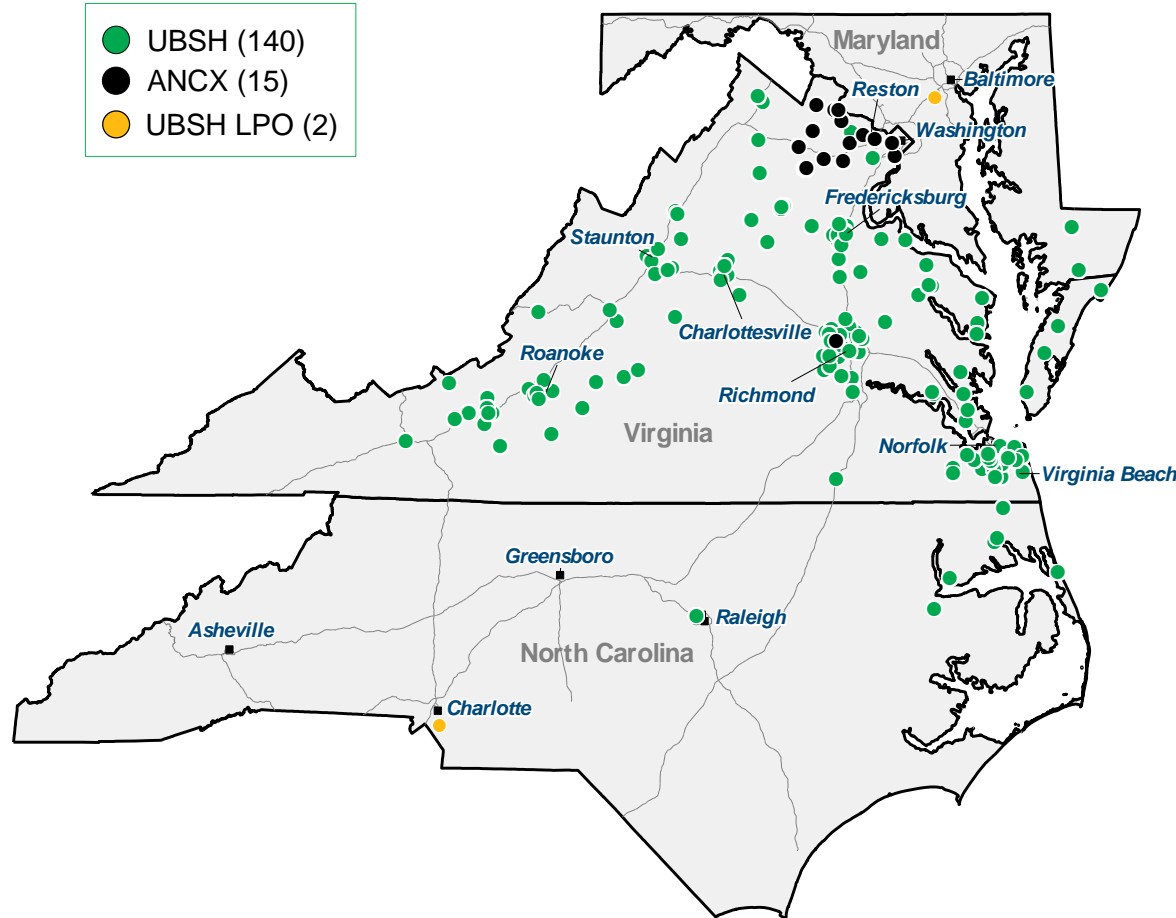 UBSH (140)
ANCX (15)
UBSH LPO (2)
Maryland
Baltimore
Reston
Washington
Fredericksburg
Staunton
Charlottesville
Roanoke
Richmond
Virginia
Norfolk
Virginia Beach
Greensboro
Raleigh
Asheville
North Carolina
Charlotte